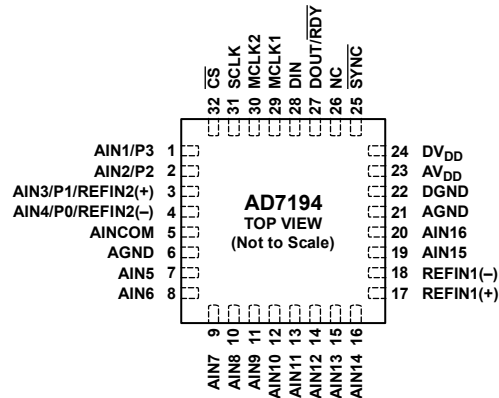 32 C̅S̅
31 SCLK
30 MCLK2
29 MCLK1
28 DIN
27 DOUT/R̅D̅Y̅
26 NC
25 S̅Y̅N̅C̅
AIN1/P3 1
AIN2/P2 2
AIN3/P1/REFIN2(+) 3
AIN4/P0/REFIN2(–) 4
AINCOM 5
AGND 6
AIN5 7
AIN6 8
AD7194
TOP VIEW
(Not to Scale)
24 DVDD
23 AVDD
22 DGND
21 AGND
20 AIN16
19 AIN15
18 REFIN1(–)
17 REFIN1(+)
AIN7 9
AIN8 10
AIN9 11
AIN10 12
AIN11 13
AIN12 14
AIN13 15
AIN14 16